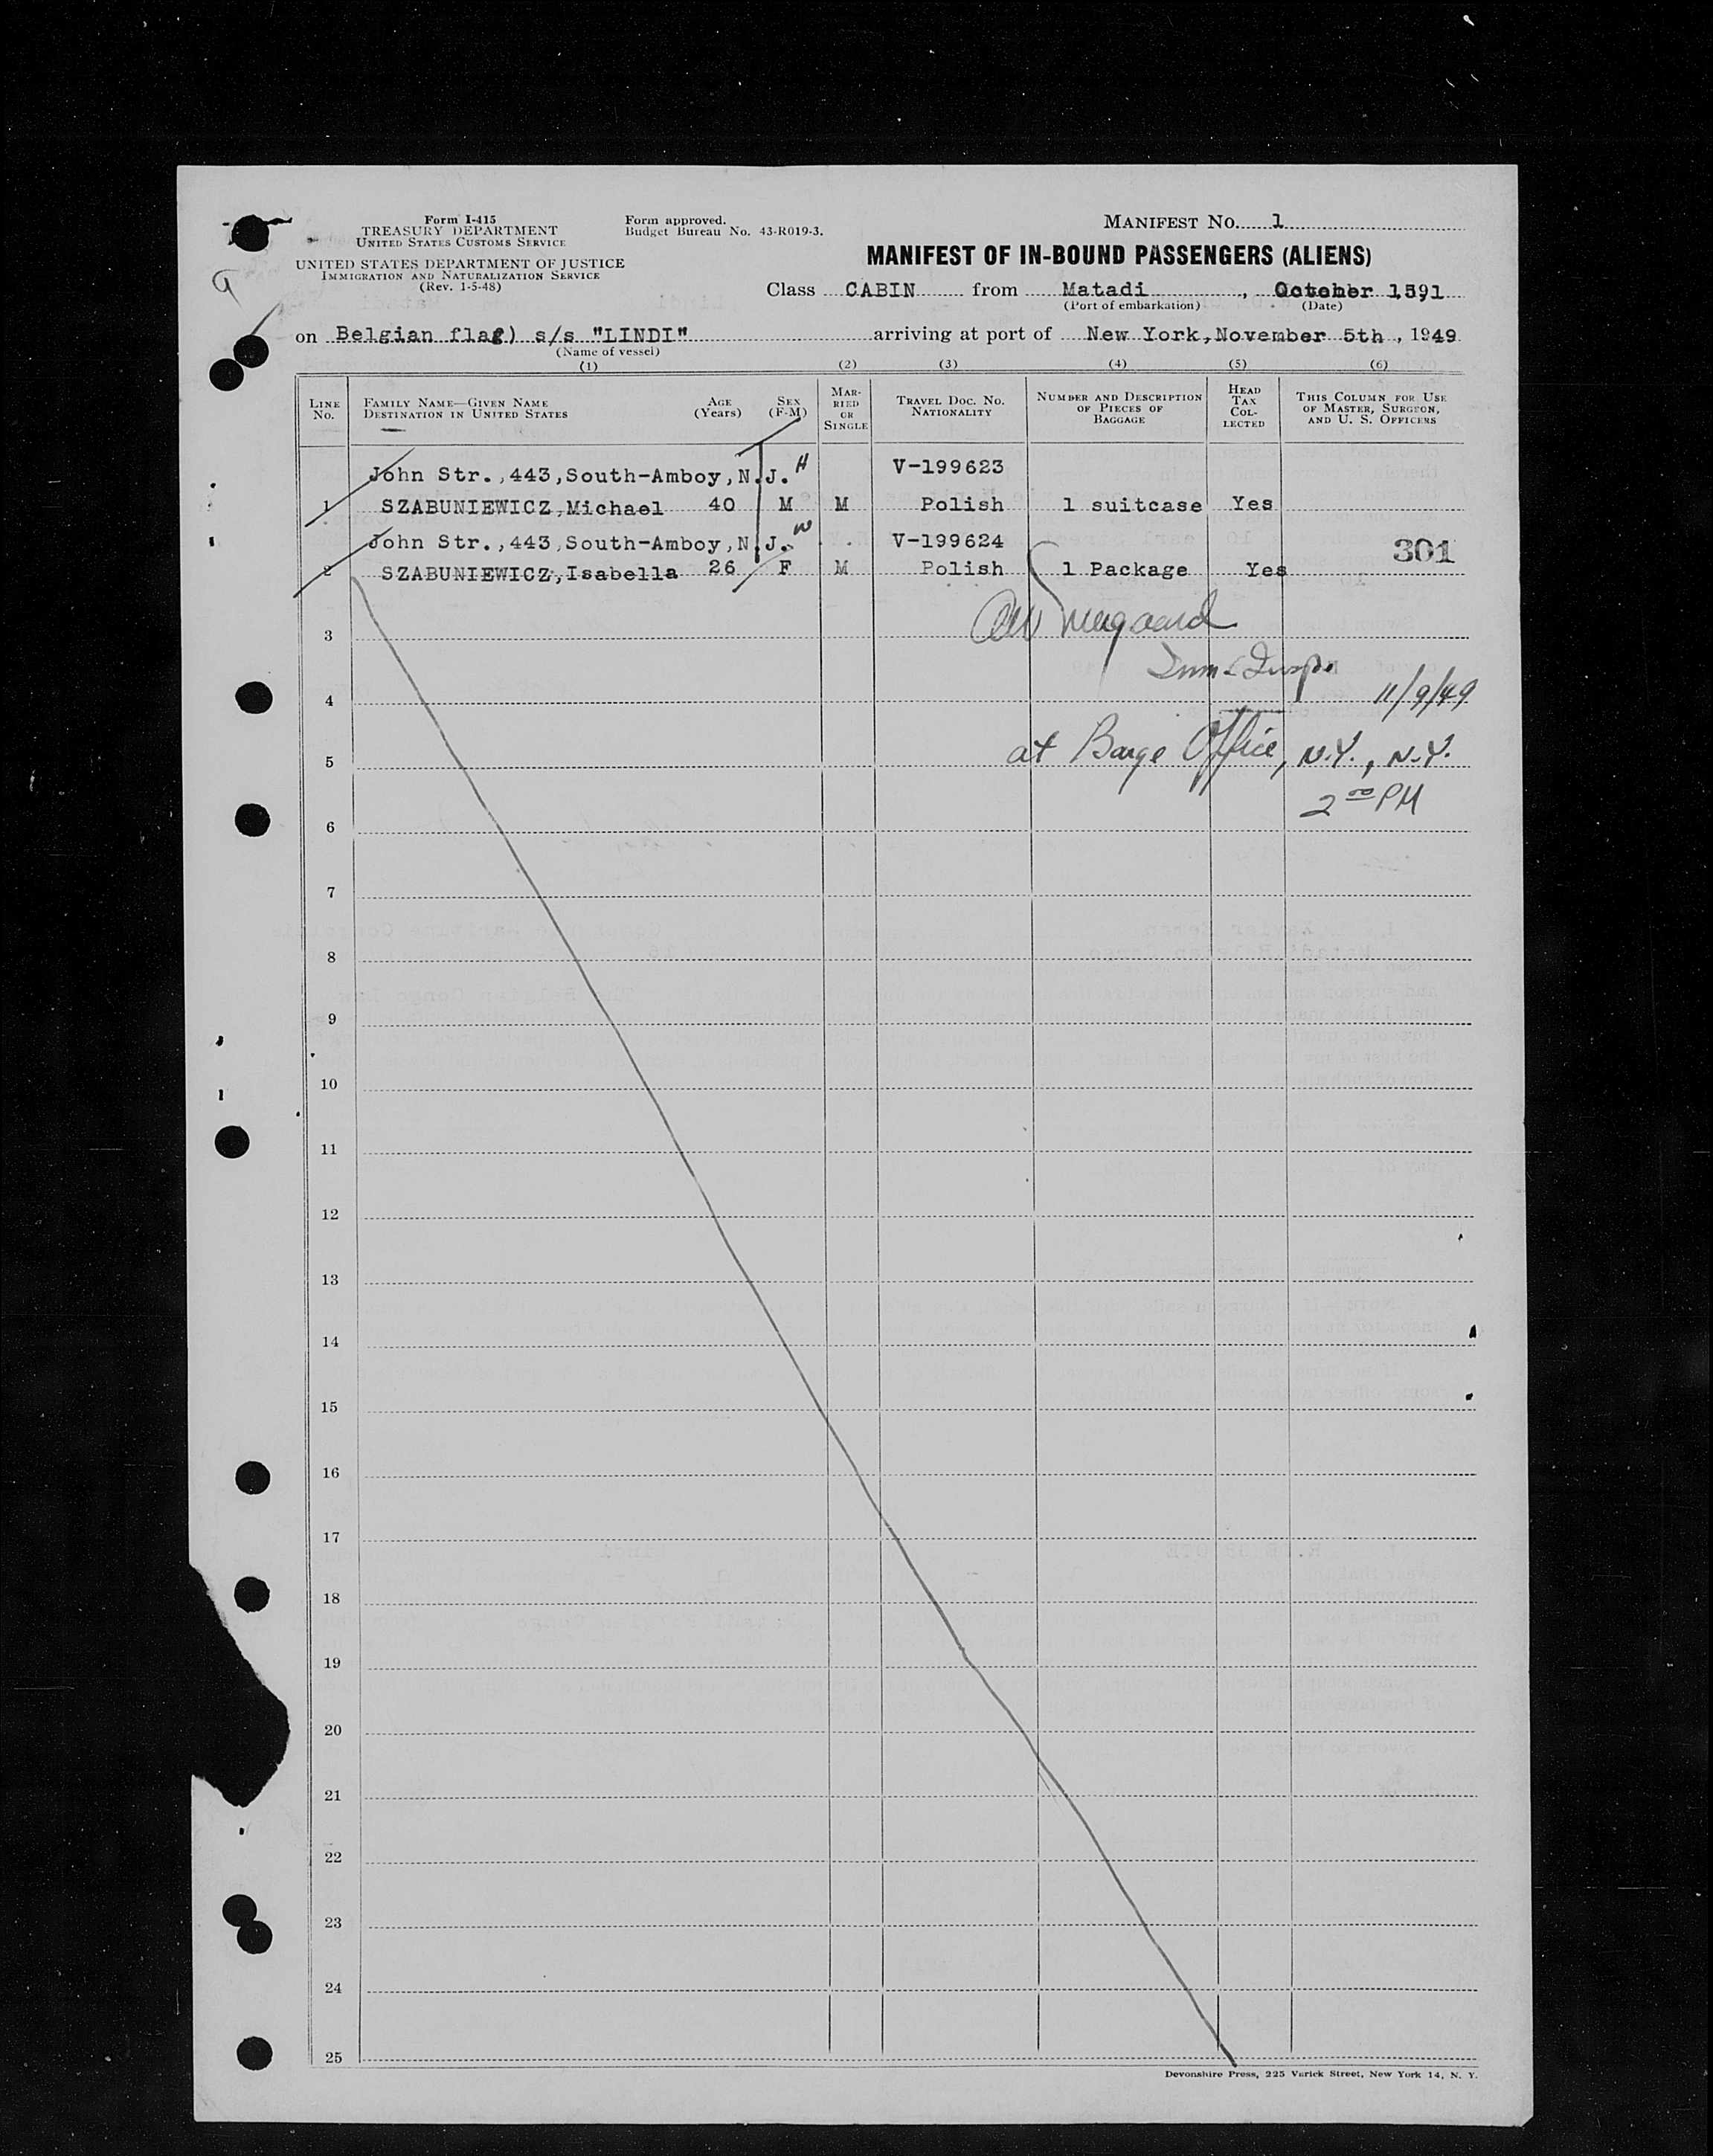 Form I-415
TREASURY DEPARTMENT
UNITED STATES CUSTOMS SERVICE
UNITED STATES DEPARTMENT OF JUSTICE
IMMIGRATION AND NATURALIZATION SERVICE
(Rev. 1-5-48)
Form approved.
Budget Bureau No. 43-R019-3.
MANIFEST NO. 1
MANIFEST OF IN-BOUND PASSENGERS (ALIENS)
Class CABIN from Matadi, October
(Port of embarkation) (Date)
on Belgian flag) s/s "LINDI" arriving at port of New York, November 5th, 1949
(Name of vessel)
(1) (2) (3) (4) (5) (6)
LINE No. FAMILY NAME—GIVEN NAME DESTINATION IN UNITED STATES AGE (Years) SEX (F-M) MARRIED OR SINGLE TRAVEL DOC. NO. NATIONALITY NUMBER AND DESCRIPTION OF PIECES OF BAGGAGE HEAD TAX COLLECTED THIS COLUMN FOR USE OF MASTER, SURGEON, AND U. S. OFFICERS
John Str.,443,South-Amboy,N.J. H V-199623
1 SZABUNIEWICZ,Michael 40 M M Polish 1 suitcase Yes
John Str.,443,South-Amboy,N.J. W V-199624 301
2 SZABUNIEWICZ,Isabella 26 F M Polish 1 Package Yes
3
Imm. Insp.
4 11/9/49
5 at Barge Office, N.Y., N.Y.
2 00 PM
6
7
8
9
10
11
12
13
14
15
16
17
18
19
20
21
22
23
24
25
Devonshire Press, 225 Varick Street, New York 14, N. Y.